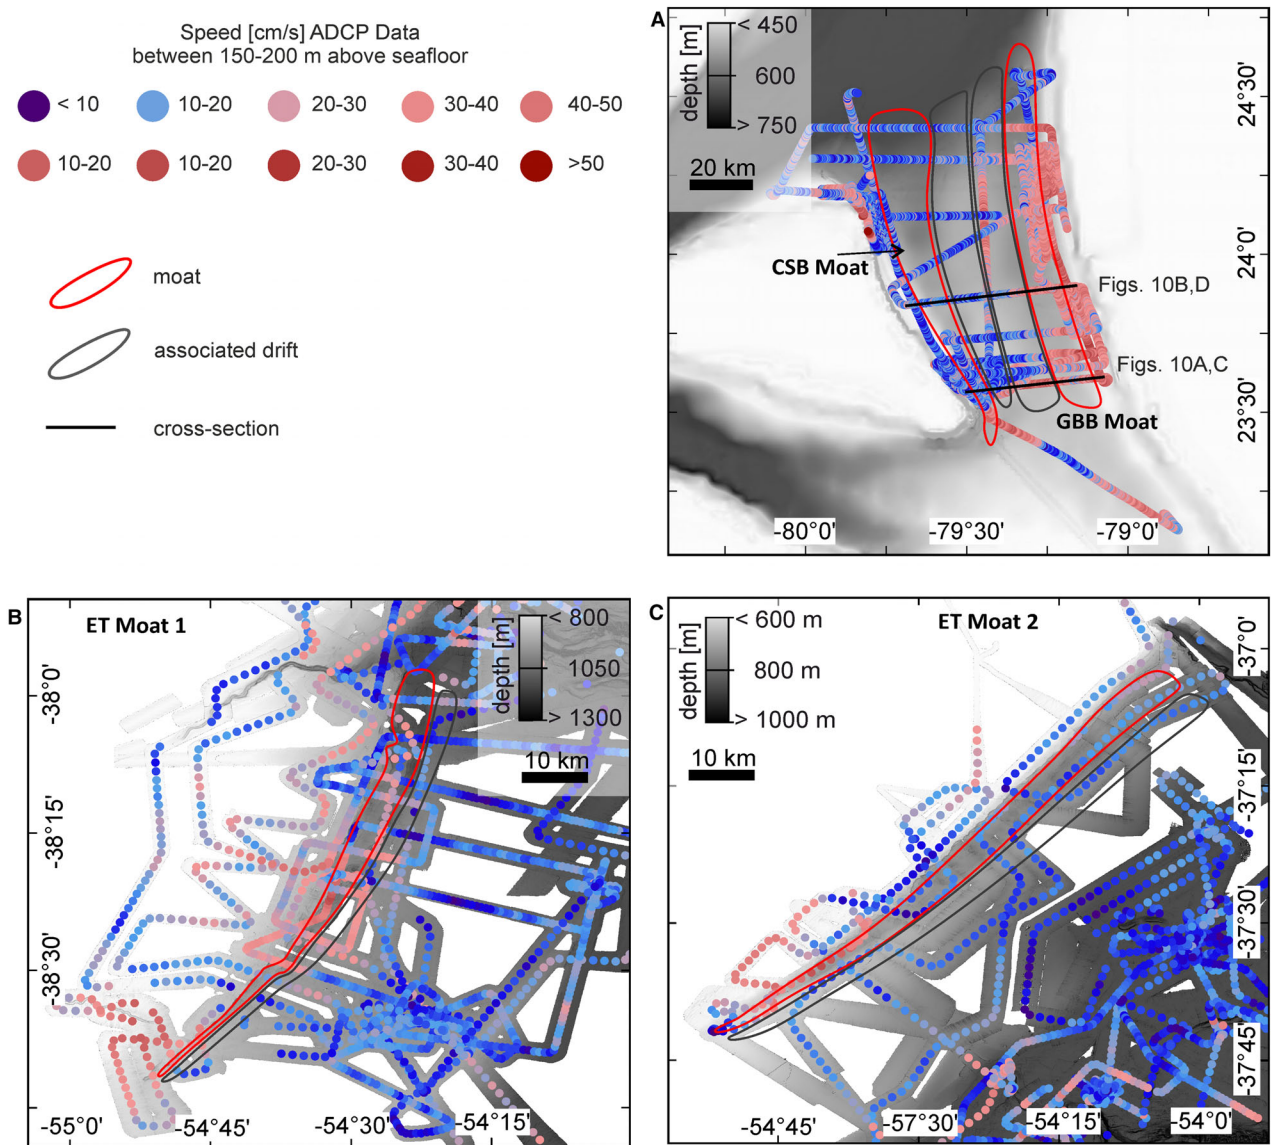 Speed [cm/s] ADCP Data
between 150-200 m above seafloor
< 10
10-20
20-30
30-40
40-50
10-20
10-20
20-30
30-40
>50
moat
associated drift
cross-section
A
depth [m]
< 450
600
> 750
20 km
CSB Moat
Figs. 10B,D
Figs. 10A,C
GBB Moat
24°30'
24°0'
23°30'
-80°0'
-79°30'
-79°0'
B
ET Moat 1
depth [m]
< 800
1050
> 1300
10 km
-38°0'
-38°15'
-38°30'
-55°0'
-54°45'
-54°30'
-54°15'
C
ET Moat 2
depth [m]
< 600 m
800 m
> 1000 m
10 km
-37°0'
-37°15'
-37°30'
-37°45'
-54°45'
-57°30'
-54°15'
-54°0'